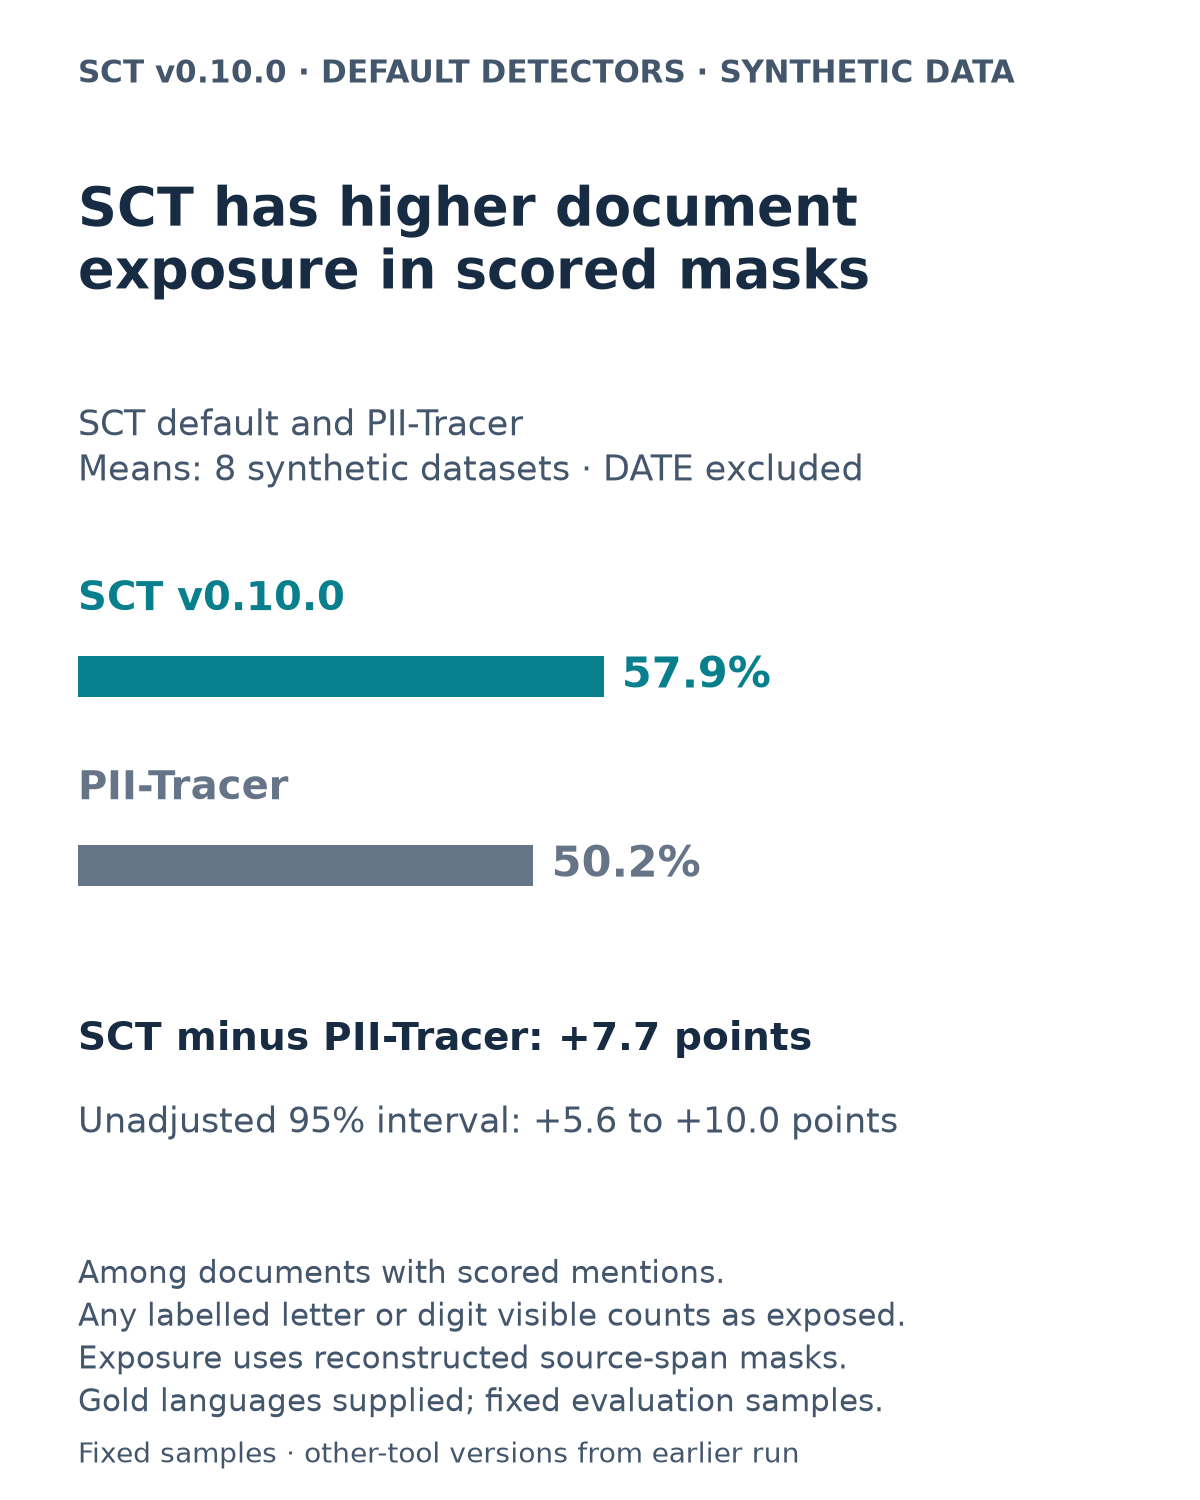 SCT v0.10.0 · DEFAULT DETECTORS · SYNTHETIC DATA
SCT has higher document
exposure in scored masks
SCT default and PII-Tracer
Means: 8 synthetic datasets · DATE excluded
SCT v0.10.0
57.9%
PII-Tracer
50.2%
SCT minus PII-Tracer: +7.7 points
Unadjusted 95% interval: +5.6 to +10.0 points
Among documents with scored mentions.
Any labelled letter or digit visible counts as exposed.
Exposure uses reconstructed source-span masks.
Gold languages supplied; fixed evaluation samples.
Fixed samples · other-tool versions from earlier run